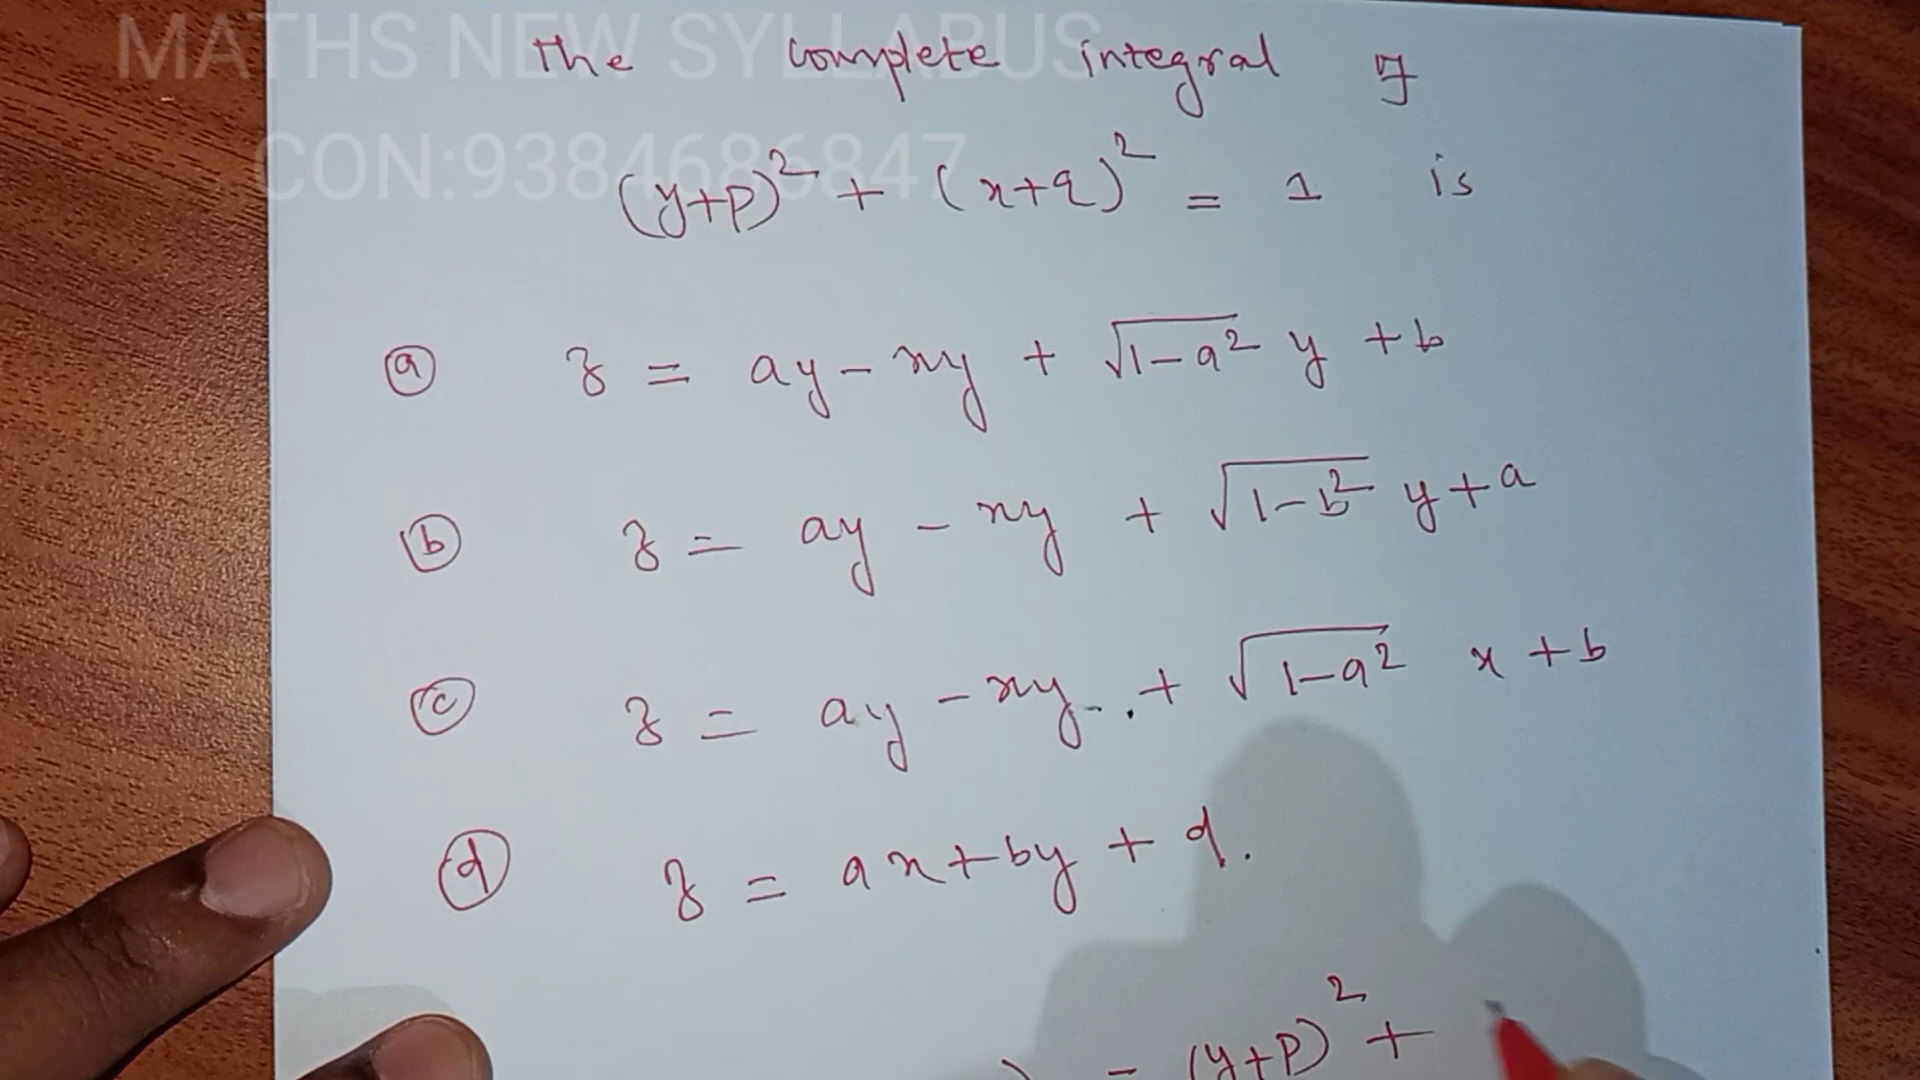 MATHS NEW SYLLABUS
CON:9384686847
The complete integral of
(y+p)² + (x+q)² = 1 is
(a) z = ay - xy + √(1-a²) y + b
(b) z = ay - xy + √(1-b²) y + a
(c) z = ay - xy + √(1-a²) x + b
(d) z = ax + by + d.
) = (y+p)² +